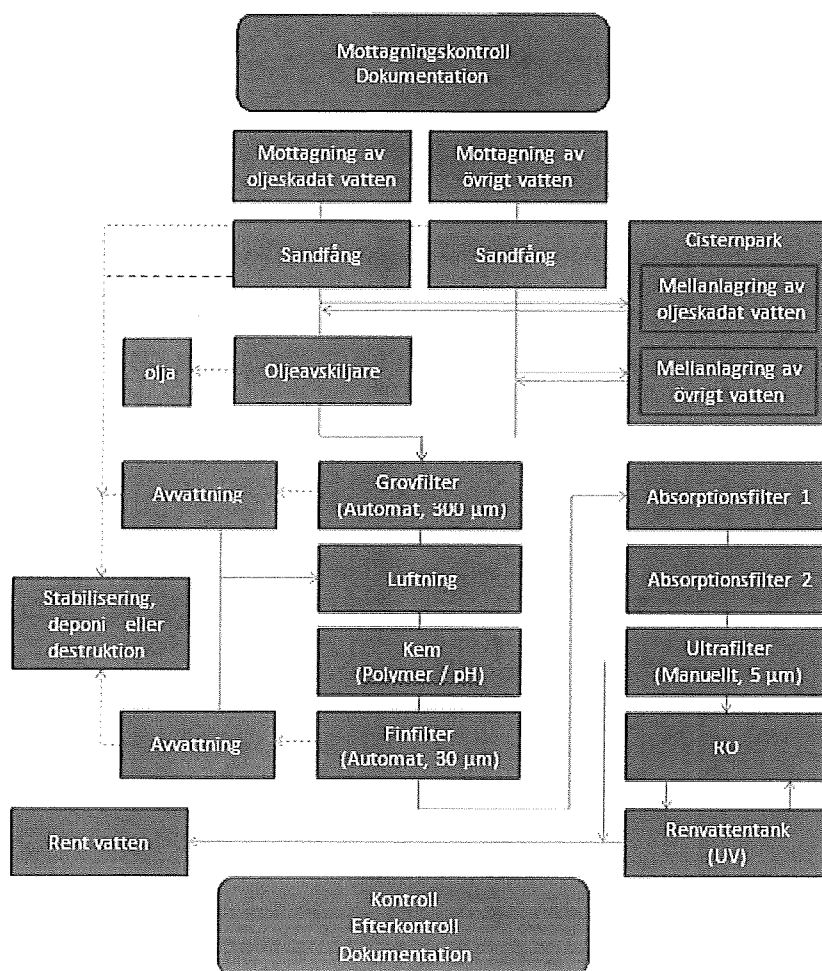 Mottagningskontroll
Dokumentation
Mottagning av
oljeskadat vatten
Mottagning av
övrigt vatten
Sandfång
Sandfång
Cisternpark
Mellanlagring av
oljeskadat vatten
Mellanlagring av
övrigt vatten
olja
Oljeavskiljare
Avvattning
Grovfilter
(Automat, 300 µm)
Absorptionsfilter 1
Luftning
Absorptionsfilter 2
Stabilisering,
deponi eller
destruktion
Kem
(Polymer / pH)
Ultrafilter
(Manuellt, 5 µm)
Avvattning
Finfilter
(Automat, 30 µm)
RO
Rent vatten
Renvattentank
(UV)
Kontroll
Efterkontroll
Dokumentation